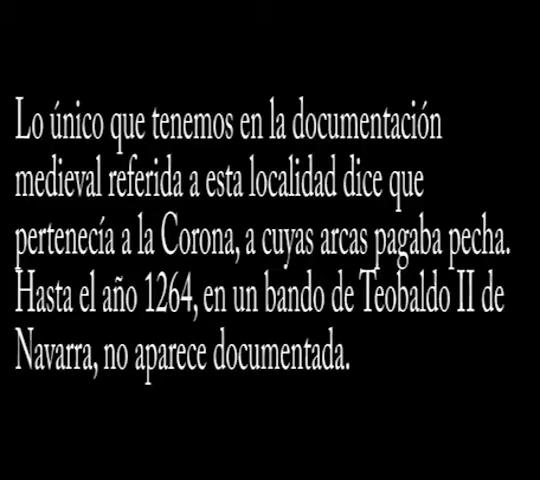 Lo único que tenemos en la documentación
medieval referida a esta localidad dice que
pertenecía a la Corona, a cuyas arcas pagaba pecha.
Hasta el año 1264, en un bando de Teobaldo II de
Navarra, no aparece documentada.